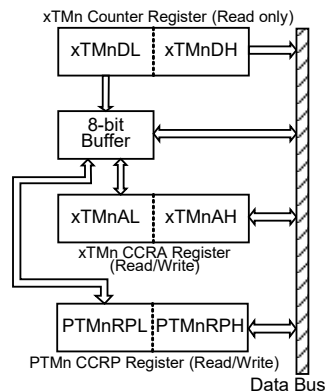 xTMn Counter Register (Read only)
xTMnDL xTMnDH
8-bit
Buffer
xTMnAL xTMnAH
xTMn CCRA Register
(Read/Write)
PTMnRPL PTMnRPH
PTMn CCRP Register (Read/Write)
Data Bus